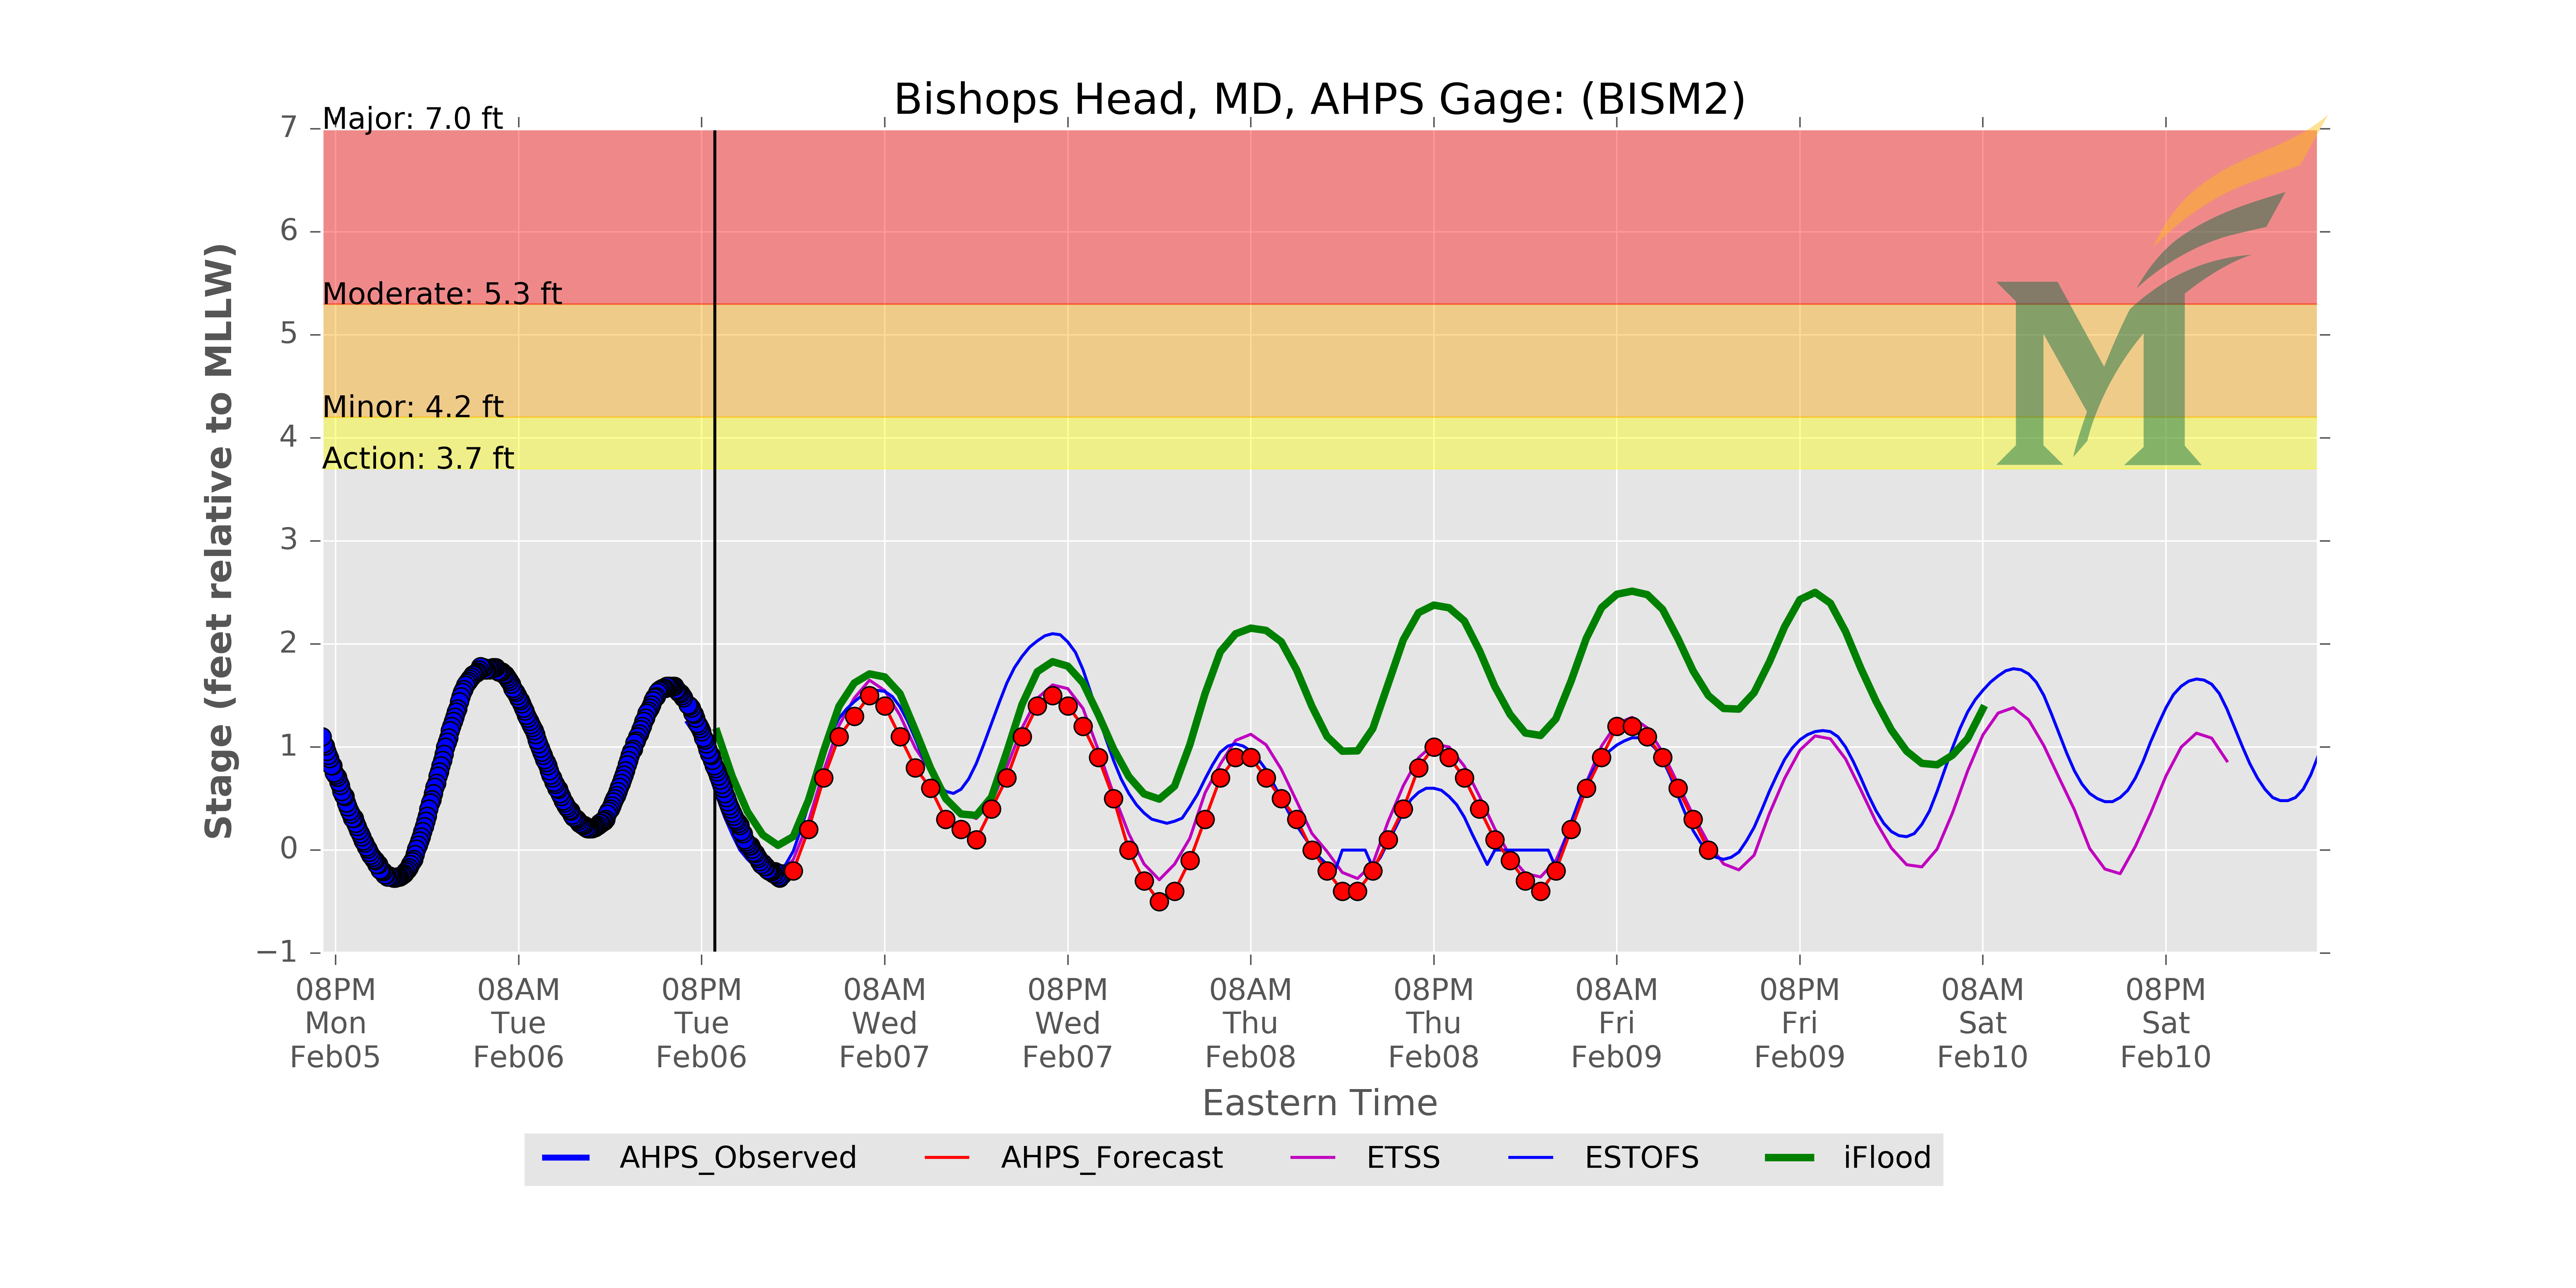 Bishops Head, MD, AHPS Gage: (BISM2)
Major: 7.0 ft
Moderate: 5.3 ft
Minor: 4.2 ft
Action: 3.7 ft
Stage (feet relative to MLLW)
7
6
5
4
3
2
1
0
−1
08PM Mon Feb05
08AM Tue Feb06
08PM Tue Feb06
08AM Wed Feb07
08PM Wed Feb07
08AM Thu Feb08
08PM Thu Feb08
08AM Fri Feb09
08PM Fri Feb09
08AM Sat Feb10
08PM Sat Feb10
Eastern Time
AHPS_Observed AHPS_Forecast ETSS ESTOFS iFlood
M